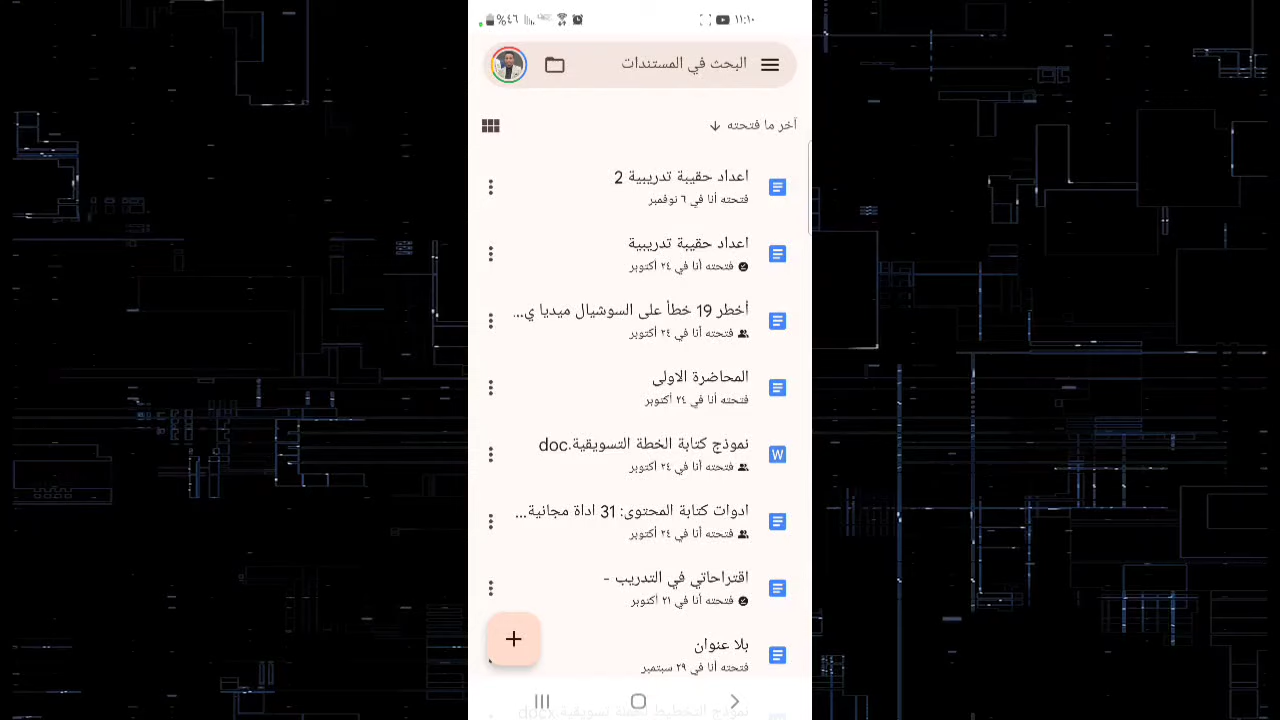 ١١:١٠
%٤٦
البحث في المستندات
آخر ما فتحته
اعداد حقيبة تدريبية 2
فتحته أنا في ٦ نوفمبر
اعداد حقيبة تدريبية
فتحته أنا في ٢٤ أكتوبر
أخطر 19 خطأ على السوشيال ميديا ي...
فتحته أنا في ٢٤ أكتوبر
المحاضرة الاولى
فتحته أنا في ٢٤ أكتوبر
نموذج كتابة الخطة التسويقية.doc
فتحته أنا في ٢٤ أكتوبر
ادوات كتابة المحتوى: 31 اداة مجانية...
فتحته أنا في ٢٤ أكتوبر
اقتراحاتي في التدريب -
فتحته أنا في ٢١ أكتوبر
بلا عنوان
فتحته أنا في ٢٩ سبتمبر